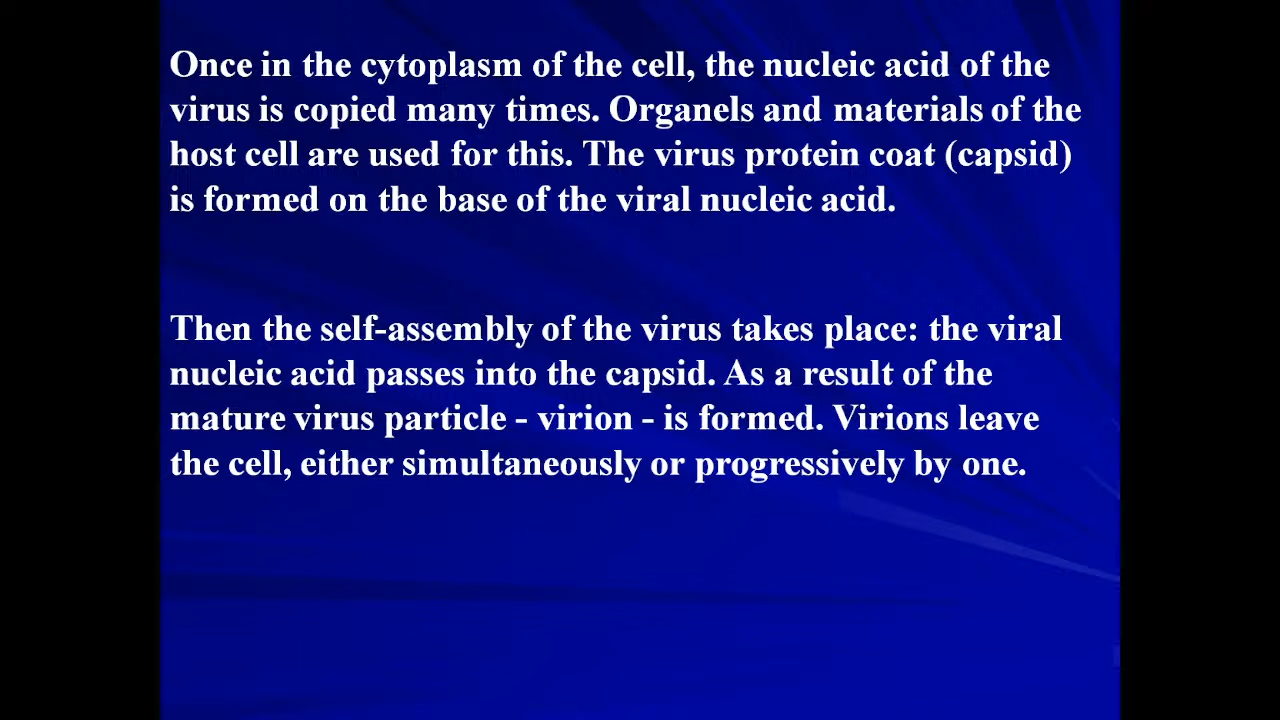 Once in the cytoplasm of the cell, the nucleic acid of the
virus is copied many times. Organels and materials of the
host cell are used for this. The virus protein coat (capsid)
is formed on the base of the viral nucleic acid.
Then the self-assembly of the virus takes place: the viral
nucleic acid passes into the capsid. As a result of the
mature virus particle - virion - is formed. Virions leave
the cell, either simultaneously or progressively by one.